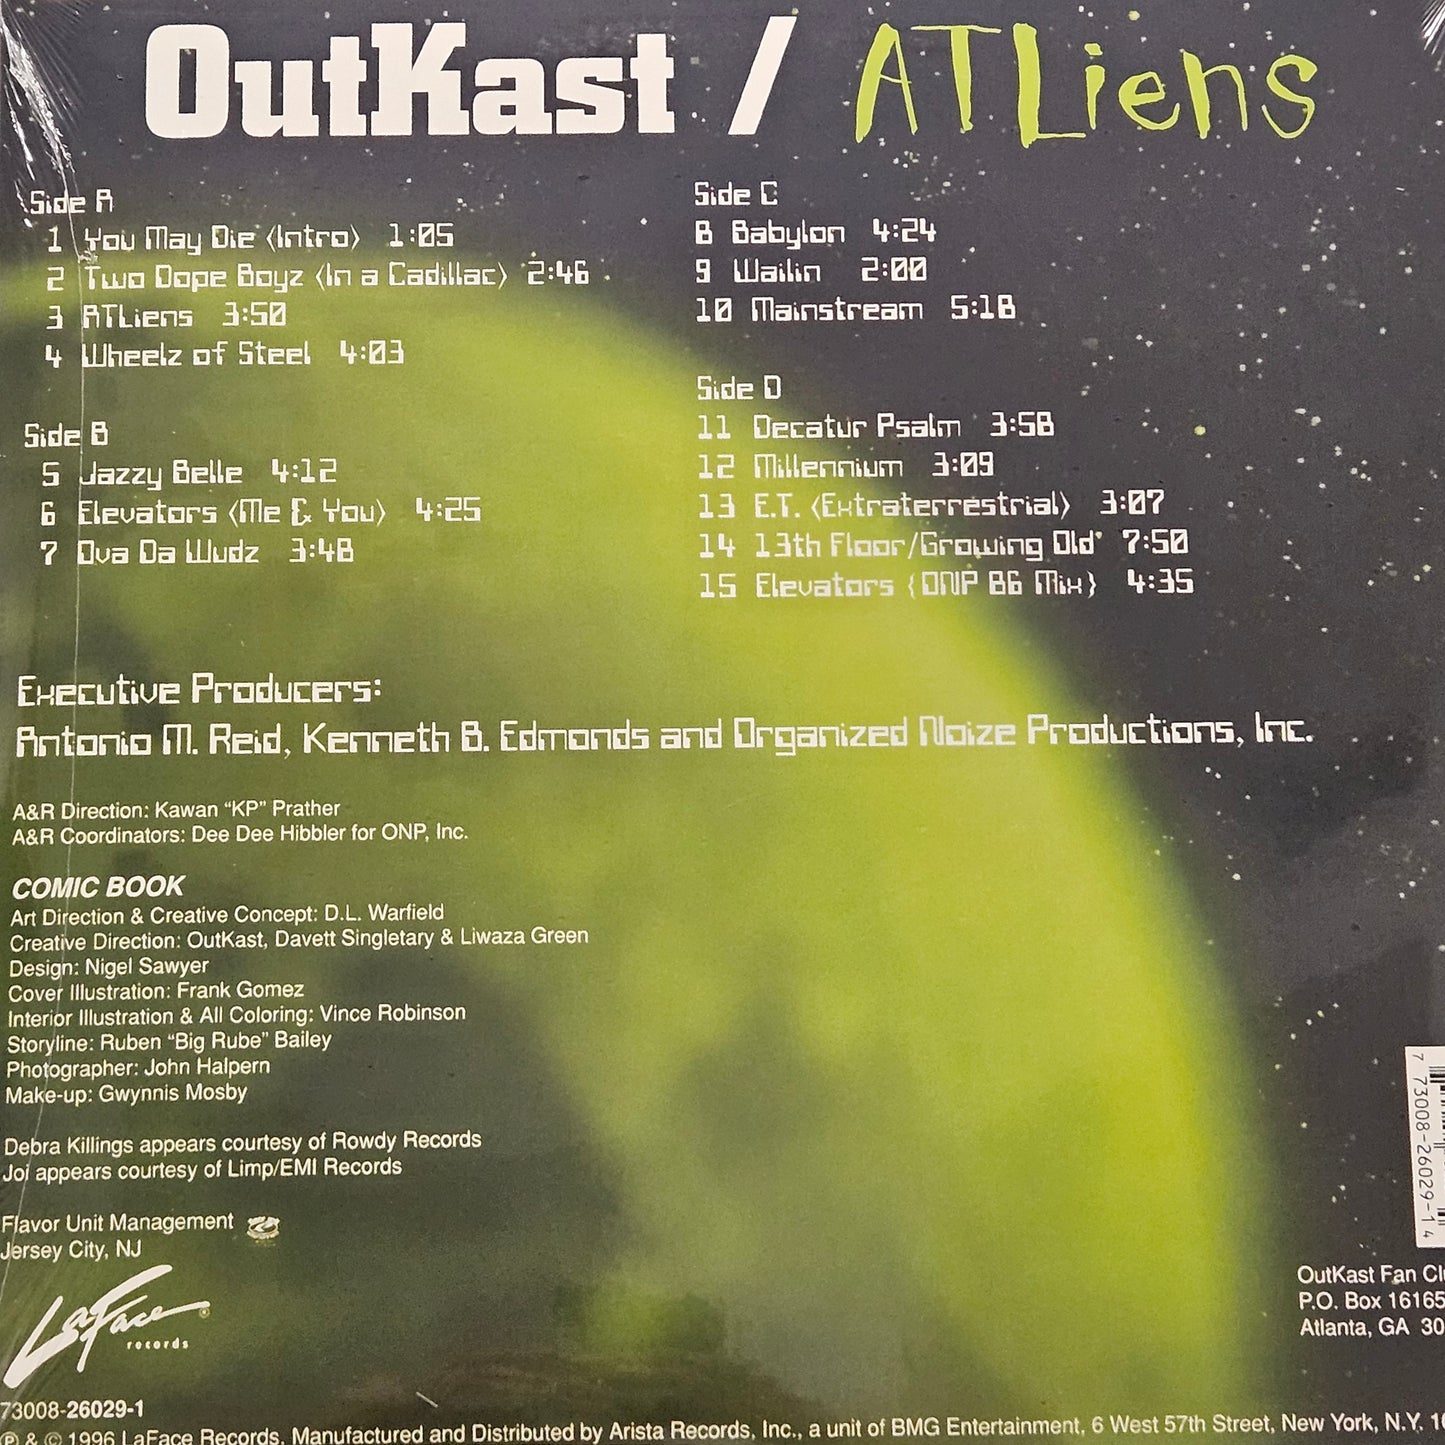 OutKast / ATLiens
Side A
1 You May Die (Intro) 1:05
2 Two Dope Boyz (In a Cadillac) 2:46
3 ATLiens 3:50
4 Wheelz of Steel 4:03
Side B
5 Jazzy Belle 4:12
6 Elevators (Me & You) 4:25
7 Ova Da Wudz 3:48
Side C
8 Babylon 4:24
9 Wailin 2:00
10 Mainstream 5:18
Side D
11 Decatur Psalm 3:58
12 Millennium 3:09
13 E.T. (Extraterrestrial) 3:07
14 13th Floor/Growing Old* 7:50
15 Elevators {ONP 86 Mix} 4:35
Executive Producers:
Antonio M. Reid, Kenneth B. Edmonds and Organized Noize Productions, Inc.
A&R Direction: Kawan "KP" Prather
A&R Coordinators: Dee Dee Hibbler for ONP, Inc.
COMIC BOOK
Art Direction & Creative Concept: D.L. Warfield
Creative Direction: OutKast, Davett Singletary & Liwaza Green
Design: Nigel Sawyer
Cover Illustration: Frank Gomez
Interior Illustration & All Coloring: Vince Robinson
Storyline: Ruben "Big Rube" Bailey
Photographer: John Halpern
Make-up: Gwynnis Mosby
Debra Killings appears courtesy of Rowdy Records
Joi appears courtesy of Limp/EMI Records
Flavor Unit Management
Jersey City, NJ
LaFace ®
records
73008-26029-1
℗ & © 1996 LaFace Records. Manufactured and Distributed by Arista Records, Inc., a unit of BMG Entertainment, 6 West 57th Street, New York, N.Y. 10
7 73008-26029-1 4
OutKast Fan Cl
P.O. Box 16165
Atlanta, GA 30